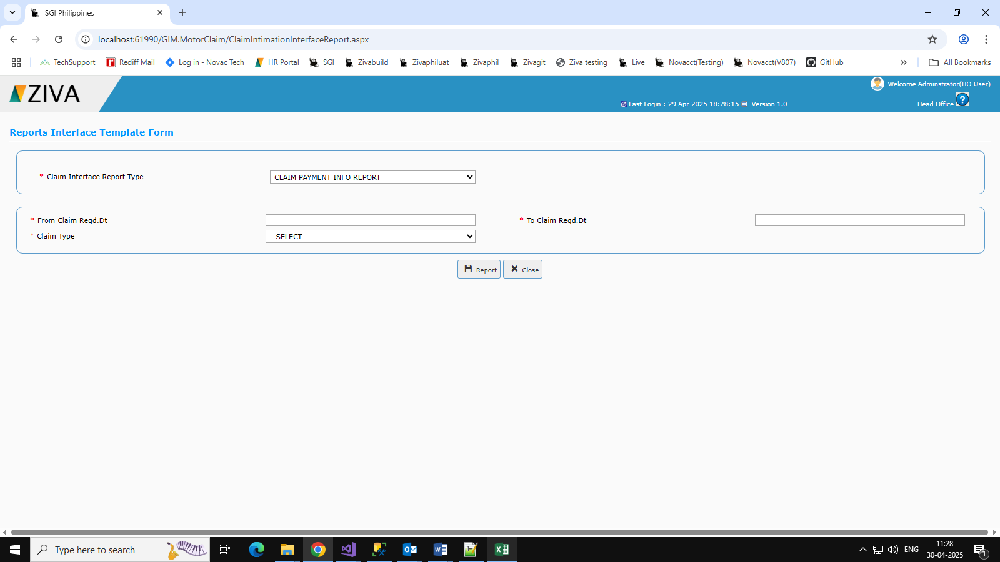 SGI Philippines
localhost:61990/GIM.MotorClaim/ClaimIntimationInterfaceReport.aspx
TechSupport Rediff Mail Log in - Novac Tech HR Portal SGI Zivabuild Zivaphiluat Zivaphil Zivagit Ziva testing Live Novacct(Testing) Novacct(V807) GitHub » All Bookmarks
ZIVA
Welcome Adminstrator(HO User)
Last Login : 29 Apr 2025 18:28:15 Version 1.0
Head Office ?
Reports Interface Template Form
* Claim Interface Report Type CLAIM PAYMENT INFO REPORT
* From Claim Regd.Dt * To Claim Regd.Dt
* Claim Type --SELECT--
Report Close
Type here to search
ENG
11:28
30-04-2025
1